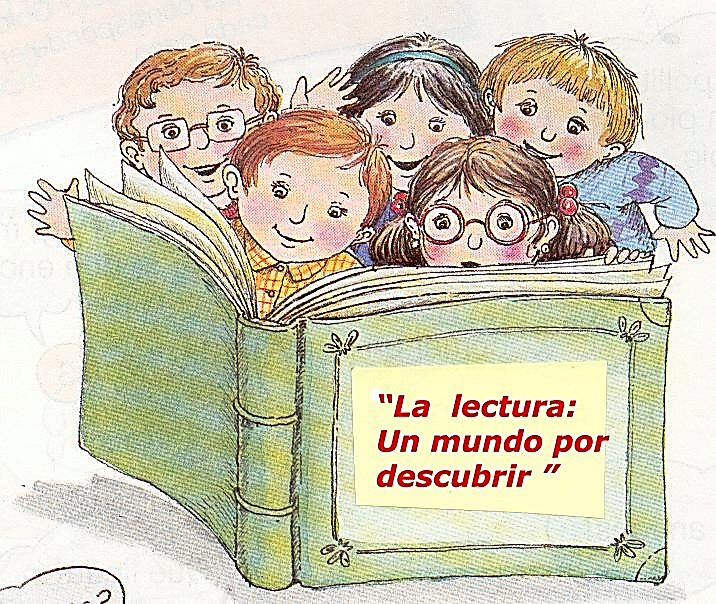 “La lectura:
Un mundo por
descubrir ”